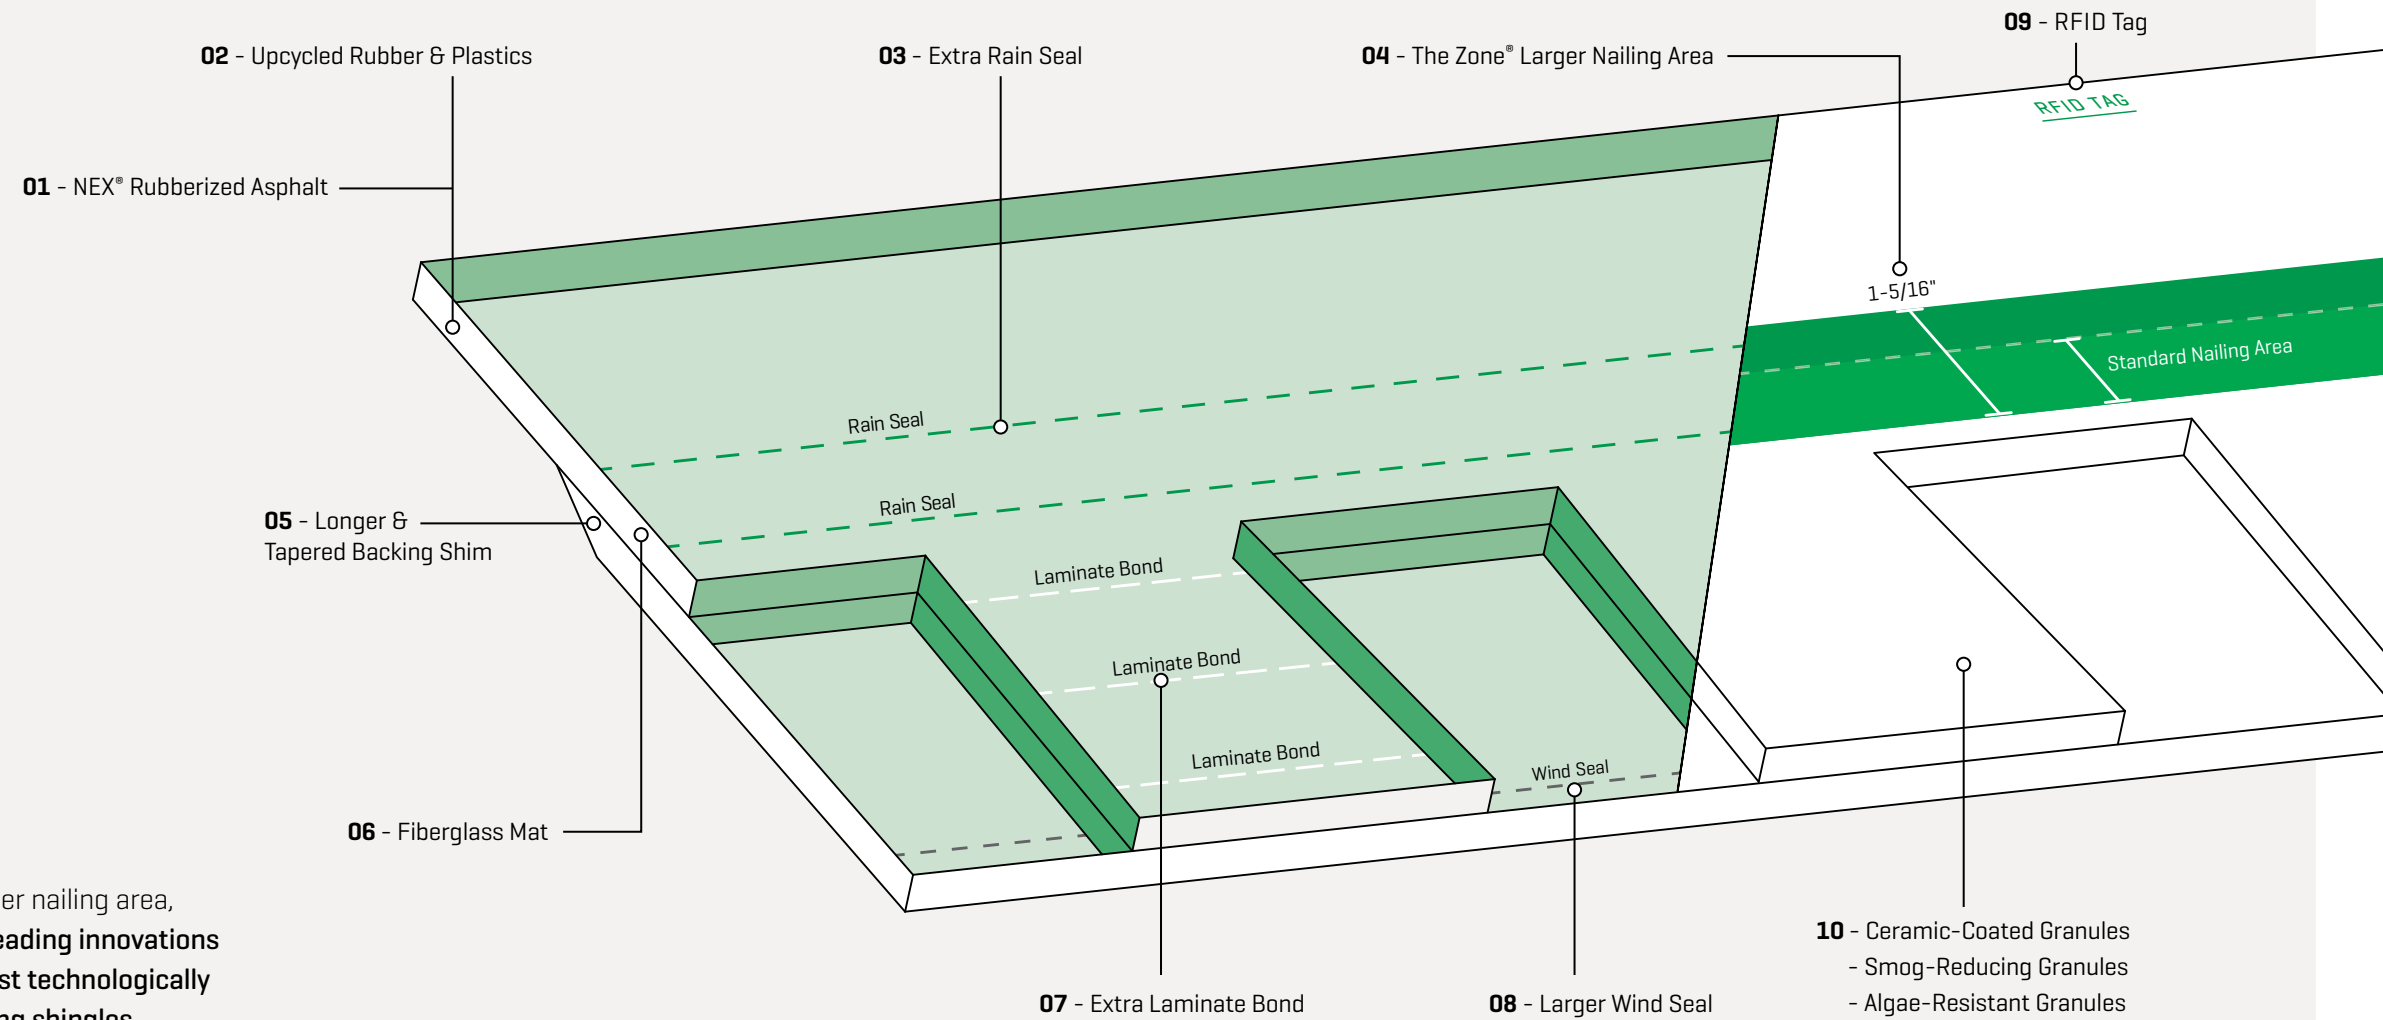 09 - RFID Tag
02 - Upcycled Rubber & Plastics
03 - Extra Rain Seal
04 - The Zone® Larger Nailing Area
RFID TAG
01 - NEX® Rubberized Asphalt
1-5/16"
Standard Nailing Area
Rain Seal
Rain Seal
05 - Longer &
Tapered Backing Shim
Laminate Bond
Laminate Bond
Laminate Bond
Wind Seal
06 - Fiberglass Mat
er nailing area,
eading innovations
st technologically
ng shingles
07 - Extra Laminate Bond
08 - Larger Wind Seal
10 - Ceramic-Coated Granules
- Smog-Reducing Granules
- Algae-Resistant Granules